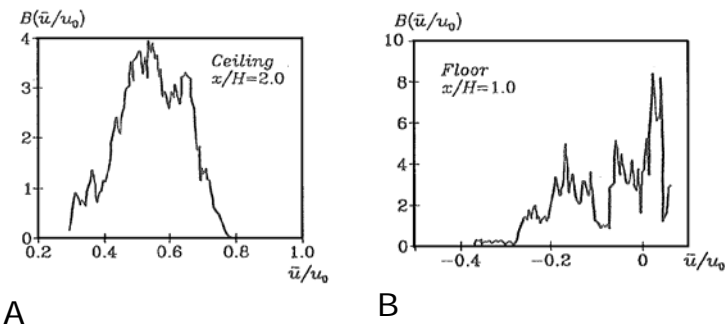 B(ū/u₀)
4
3
2
1
0
0.2 0.4 0.6 0.8 1.0
ū/u₀
Ceiling
x/H=2.0
A
B(ū/u₀)
10
8
6
4
2
0
−0.4 −0.2 0
ū/u₀
Floor
x/H=1.0
B